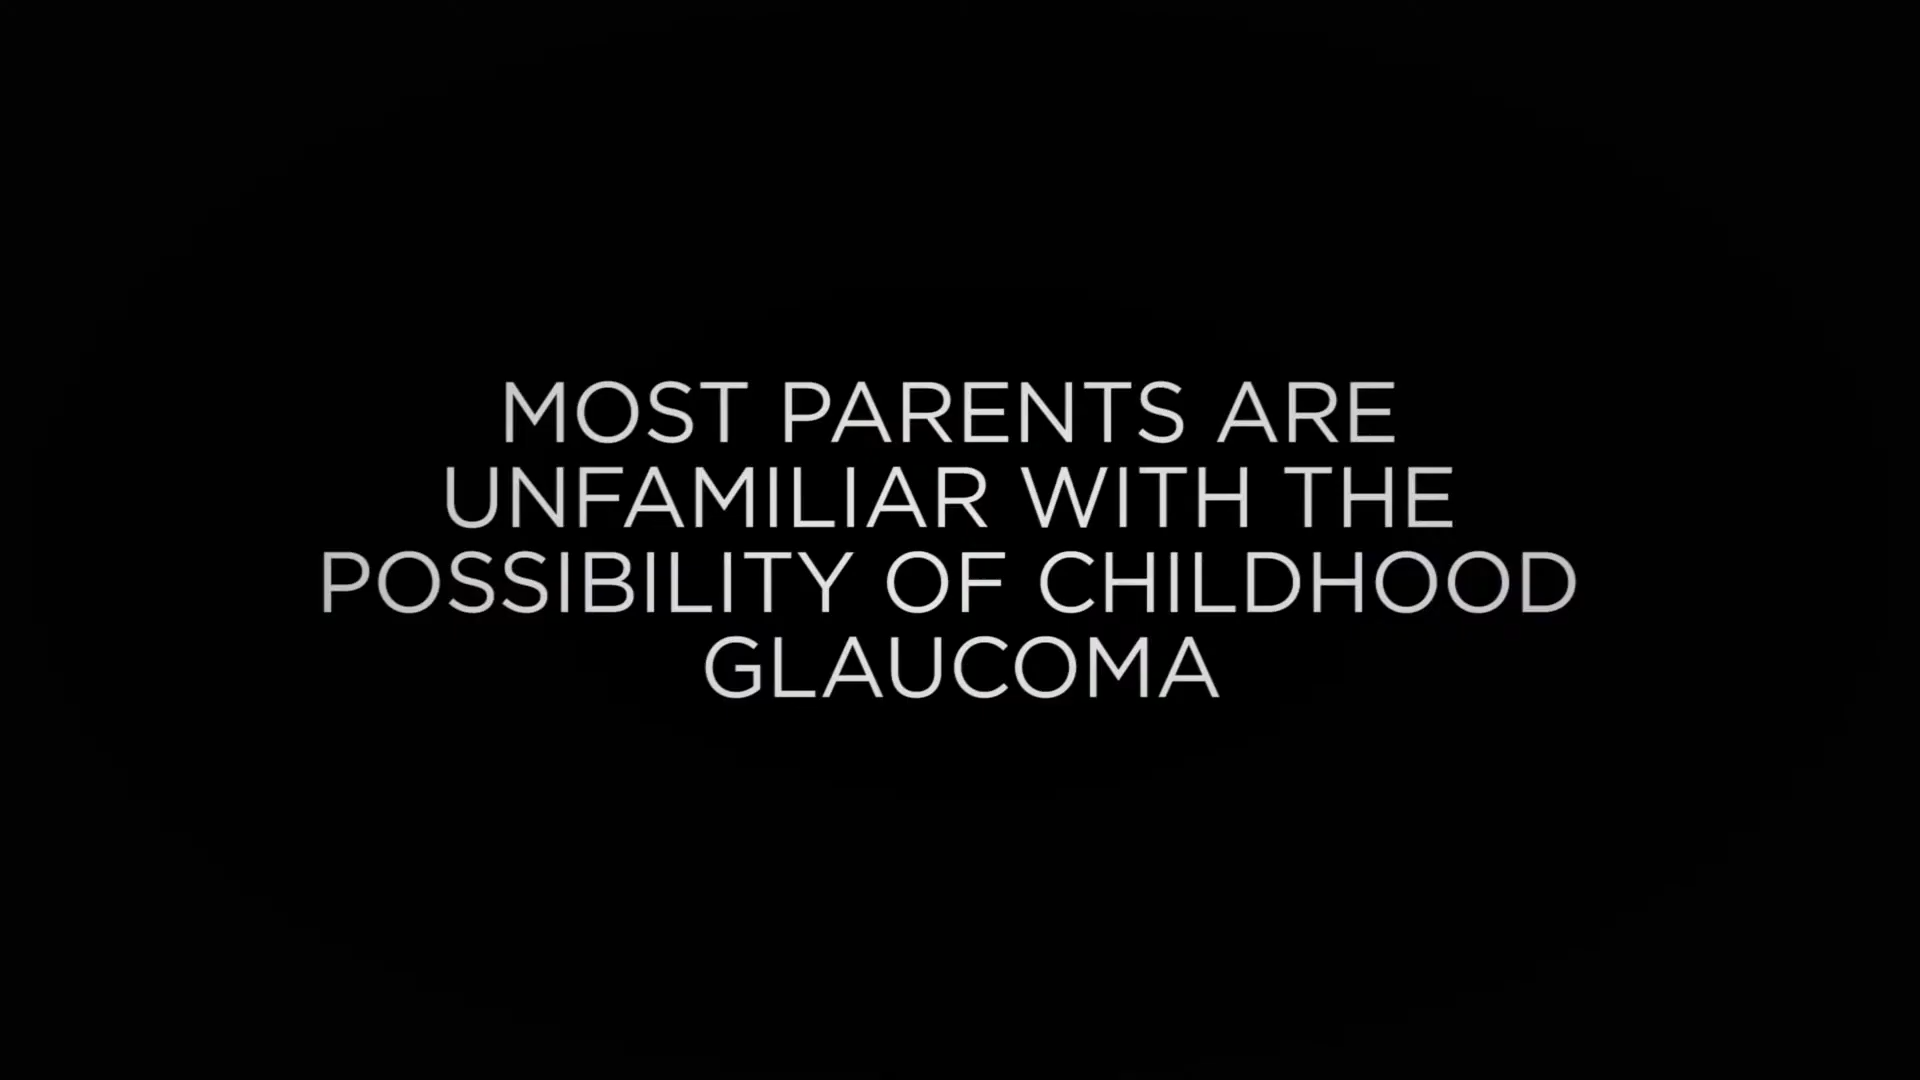 MOST PARENTS ARE
UNFAMILIAR WITH THE
POSSIBILITY OF CHILDHOOD
GLAUCOMA